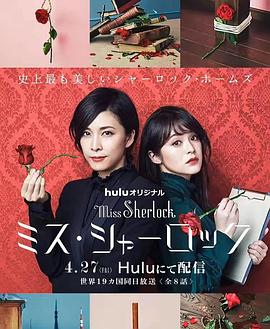 史上最も美しいシャーロック・ホームズ
huluオリジナル
Miss Sherlock
ミス・シャーロック
4.27(FRI) Huluにて配信
世界19カ国同日放送〈全8話〉